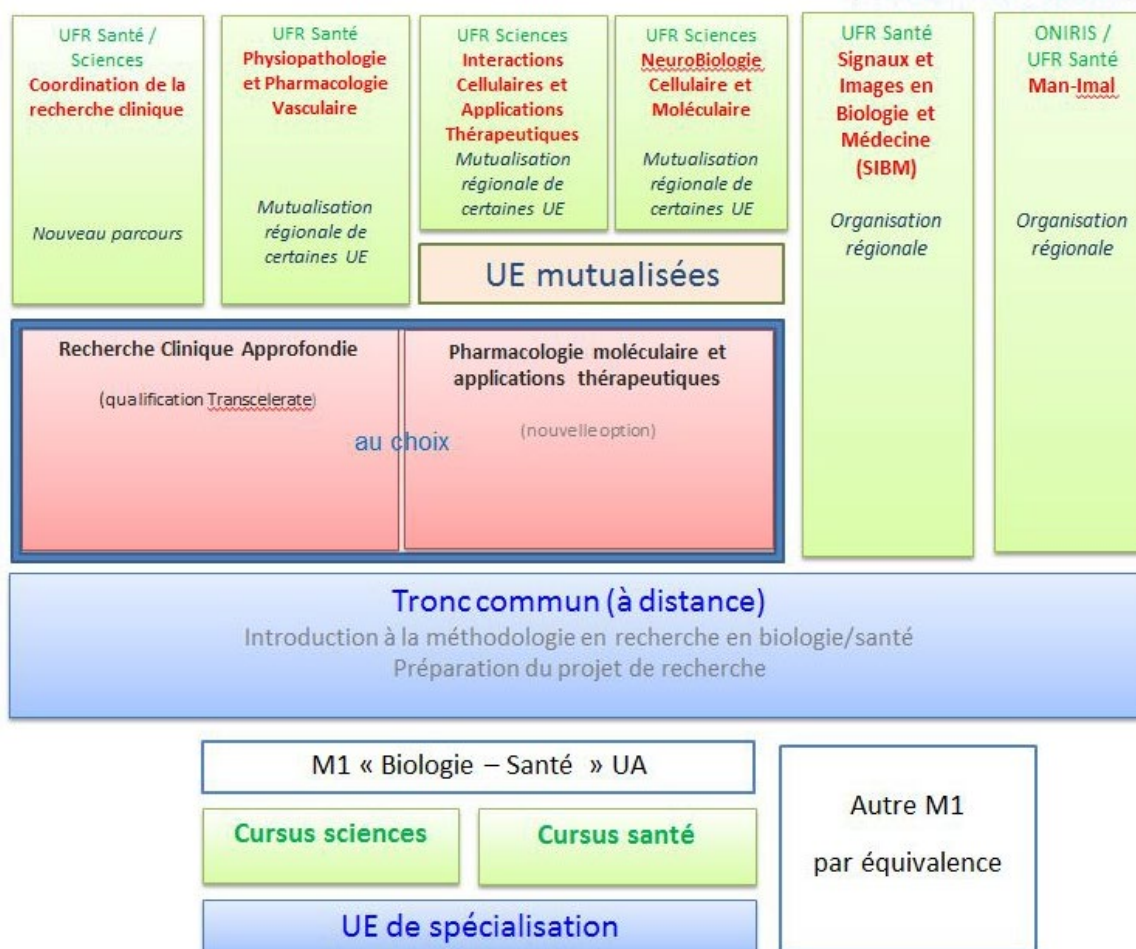 UFR Santé /
Sciences
Coordination de la
recherche clinique
Nouveau parcours
UFR Santé
Physiopathologie
et Pharmacologie
Vasculaire
Mutualisation
régionale de
certaines UE
UFR Sciences
Interactions
Cellulaires et
Applications
Thérapeutiques
Mutualisation
régionale de
certaines UE
UFR Sciences
NeuroBiologie
Cellulaire et
Moléculaire
Mutualisation
régionale de
certaines UE
UFR Santé
Signaux et
Images en
Biologie et
Médecine
(SIBM)
Organisation
régionale
ONIRIS /
UFR Santé
Man-Imal
Organisation
régionale
UE mutualisées
Recherche Clinique Approfondie
(qualification Transcelerate)
au choix
Pharmacologie moléculaire et
applications thérapeutiques
(nouvelle option)
Tronc commun (à distance)
Introduction à la méthodologie en recherche en biologie/santé
Préparation du projet de recherche
M1 « Biologie – Santé » UA
Cursus sciences
Cursus santé
UE de spécialisation
Autre M1
par équivalence